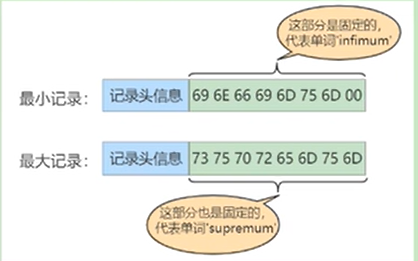 这部分是固定的,
代表单词'infimum'
最小记录: 记录头信息 69 6E 66 69 6D 75 6D 00
最大记录: 记录头信息 73 75 70 72 65 6D 75 6D
这部分也是固定的,
代表单词'supremum'